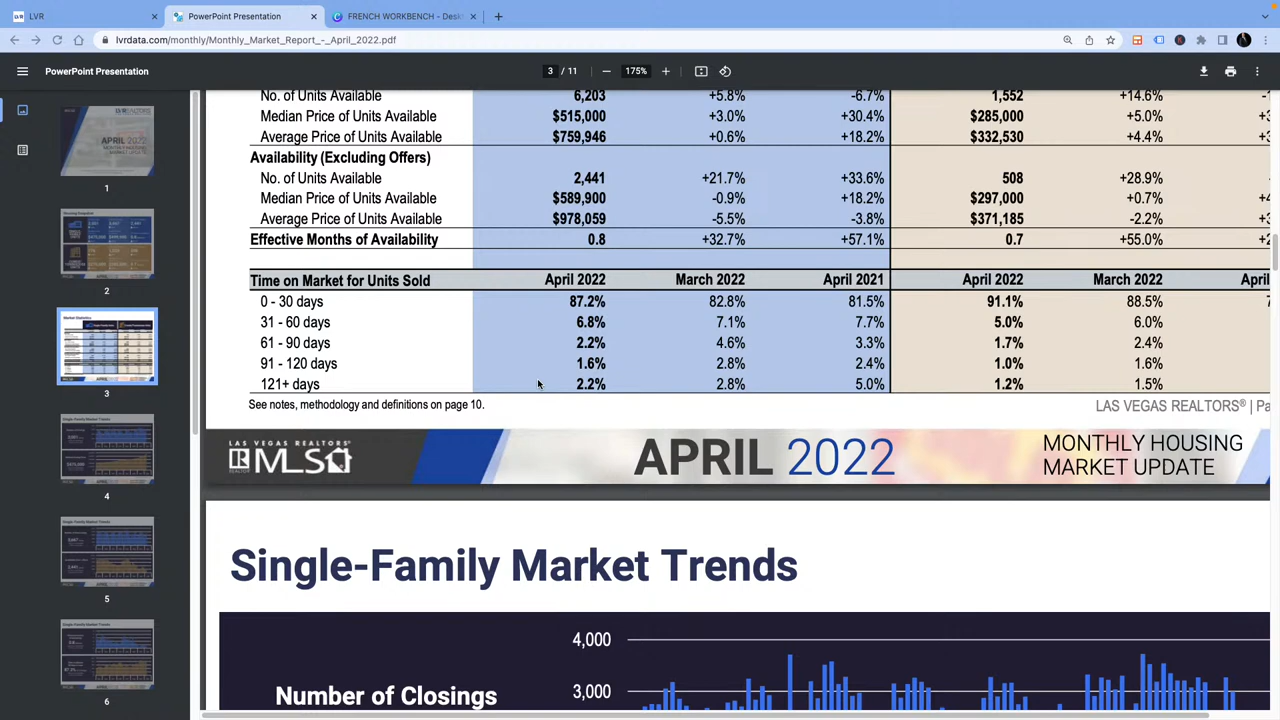 LVR
PowerPoint Presentation
FRENCH WORKBENCH - Desk
lvrdata.com/monthly/Monthly_Market_Report_-_April_2022.pdf
PowerPoint Presentation
3 / 11
175%
No. of Units Available 6,203 +5.8% -6.7% 1,552 +14.6%
Median Price of Units Available $515,000 +3.0% +30.4% $285,000 +5.0%
Average Price of Units Available $759,946 +0.6% +18.2% $332,530 +4.4%
Availability (Excluding Offers)
No. of Units Available 2,441 +21.7% +33.6% 508 +28.9%
Median Price of Units Available $589,900 -0.9% +18.2% $297,000 +0.7%
Average Price of Units Available $978,059 -5.5% -3.8% $371,185 -2.2%
Effective Months of Availability 0.8 +32.7% +57.1% 0.7 +55.0%
Time on Market for Units Sold April 2022 March 2022 April 2021 April 2022 March 2022 April
0 - 30 days 87.2% 82.8% 81.5% 91.1% 88.5%
31 - 60 days 6.8% 7.1% 7.7% 5.0% 6.0%
61 - 90 days 2.2% 4.6% 3.3% 1.7% 2.4%
91 - 120 days 1.6% 2.8% 2.4% 1.0% 1.6%
121+ days 2.2% 2.8% 5.0% 1.2% 1.5%
See notes, methodology and definitions on page 10.
LAS VEGAS REALTORS® | Pa
LAS VEGAS REALTORS®
MLS
APRIL 2022
MONTHLY HOUSING
MARKET UPDATE
Single-Family Market Trends
4,000
Number of Closings
3,000
1
2
3
4
5
6